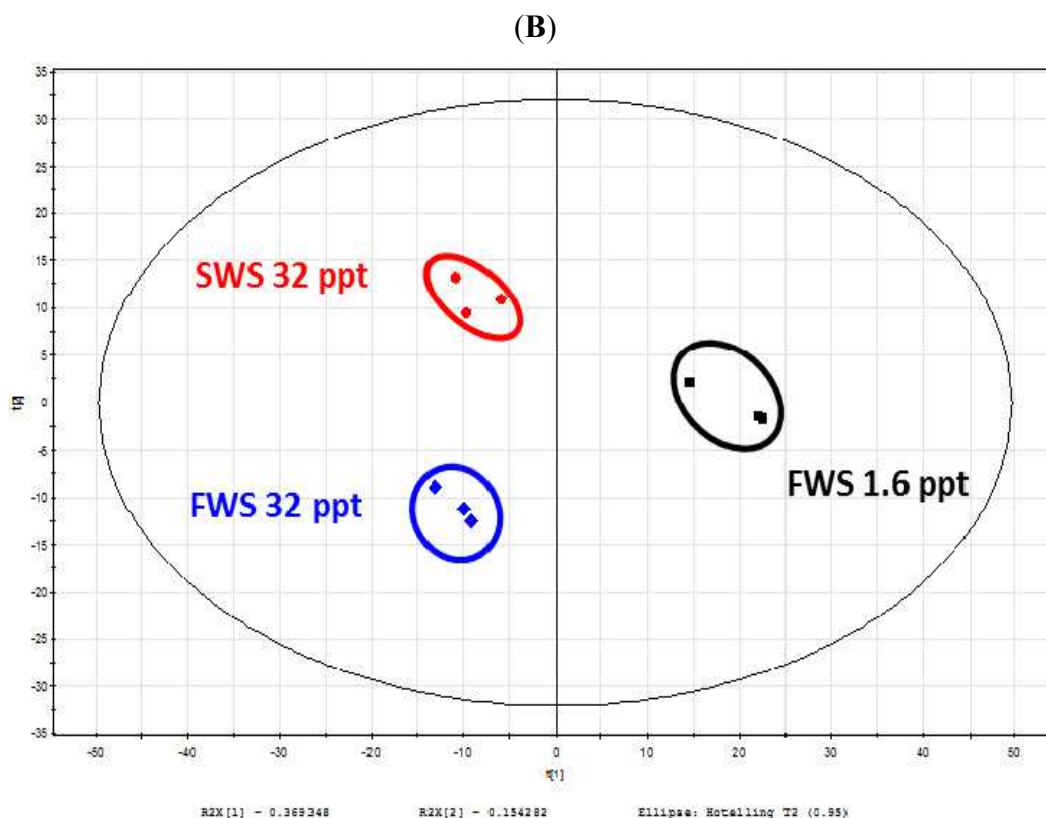 (B)
35
30
25
20
15
10
5
0
-5
-10
-15
-20
-25
-30
-35
t[2]
SWS 32 ppt
FWS 32 ppt
FWS 1.6 ppt
-50 -40 -30 -20 -10 0 10 20 30 40 50
t[1]
R2X[1] - 0.369348 R2X[2] - 0.154282 Ellipse: Hotelling T2 (0.95)